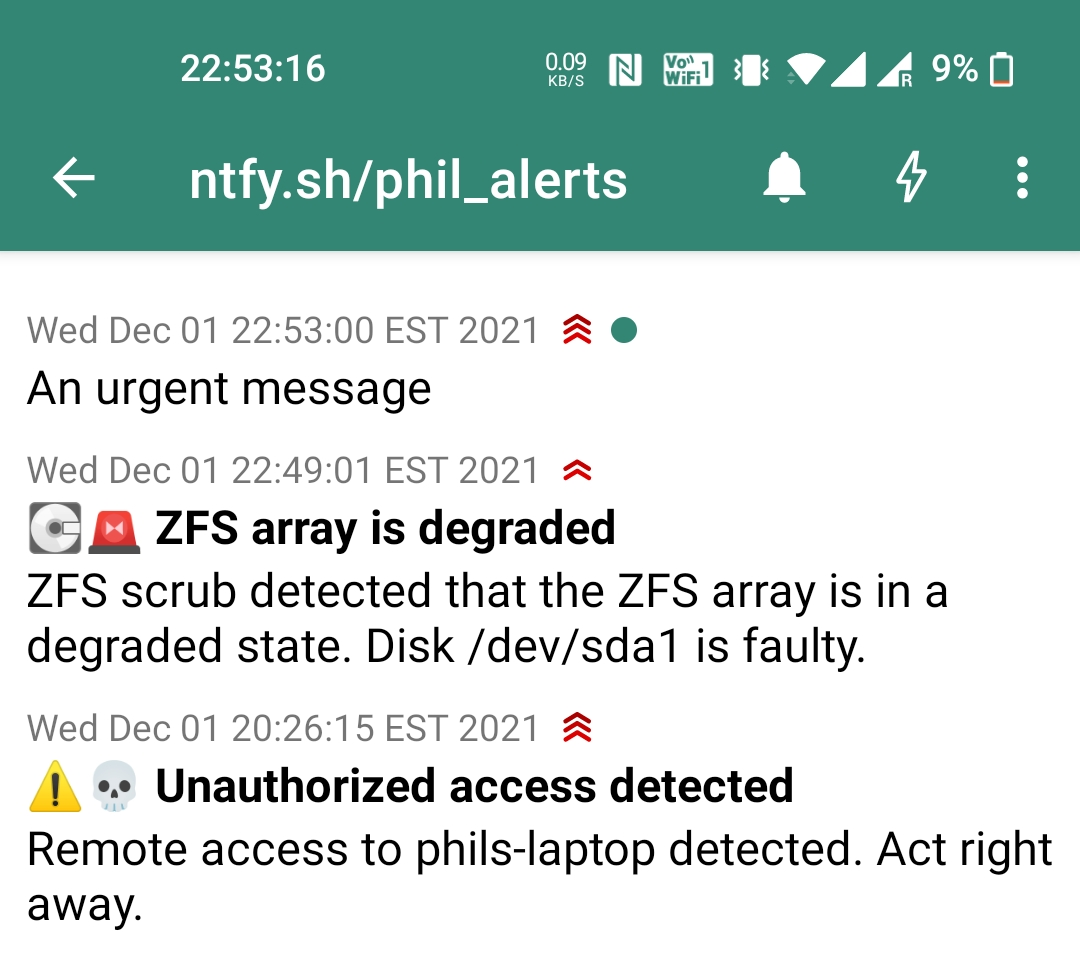 22:53:16 0.09 KB/S Vo WiFi 1 R 9%
ntfy.sh/phil_alerts
Wed Dec 01 22:53:00 EST 2021
An urgent message
Wed Dec 01 22:49:01 EST 2021
ZFS array is degraded
ZFS scrub detected that the ZFS array is in a
degraded state. Disk /dev/sda1 is faulty.
Wed Dec 01 20:26:15 EST 2021
Unauthorized access detected
Remote access to phils-laptop detected. Act right
away.